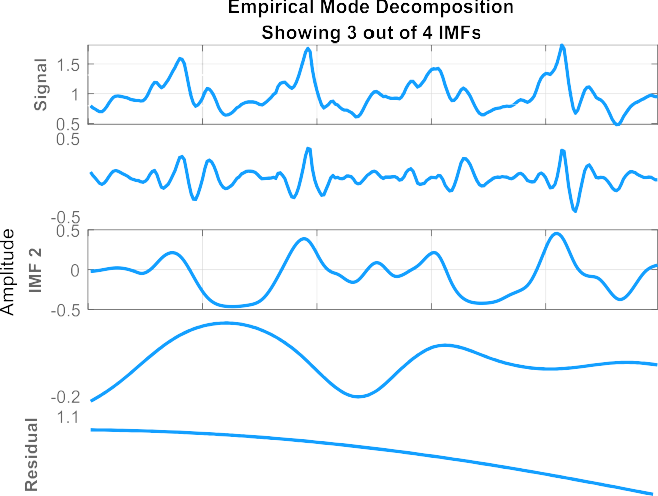 Empirical Mode Decomposition
Showing 3 out of 4 IMFs
Signal
1.5
1
0.5
0.5
-0.5
Amplitude
IMF 2
0.5
0
-0.5
-0.2
Residual
1.1